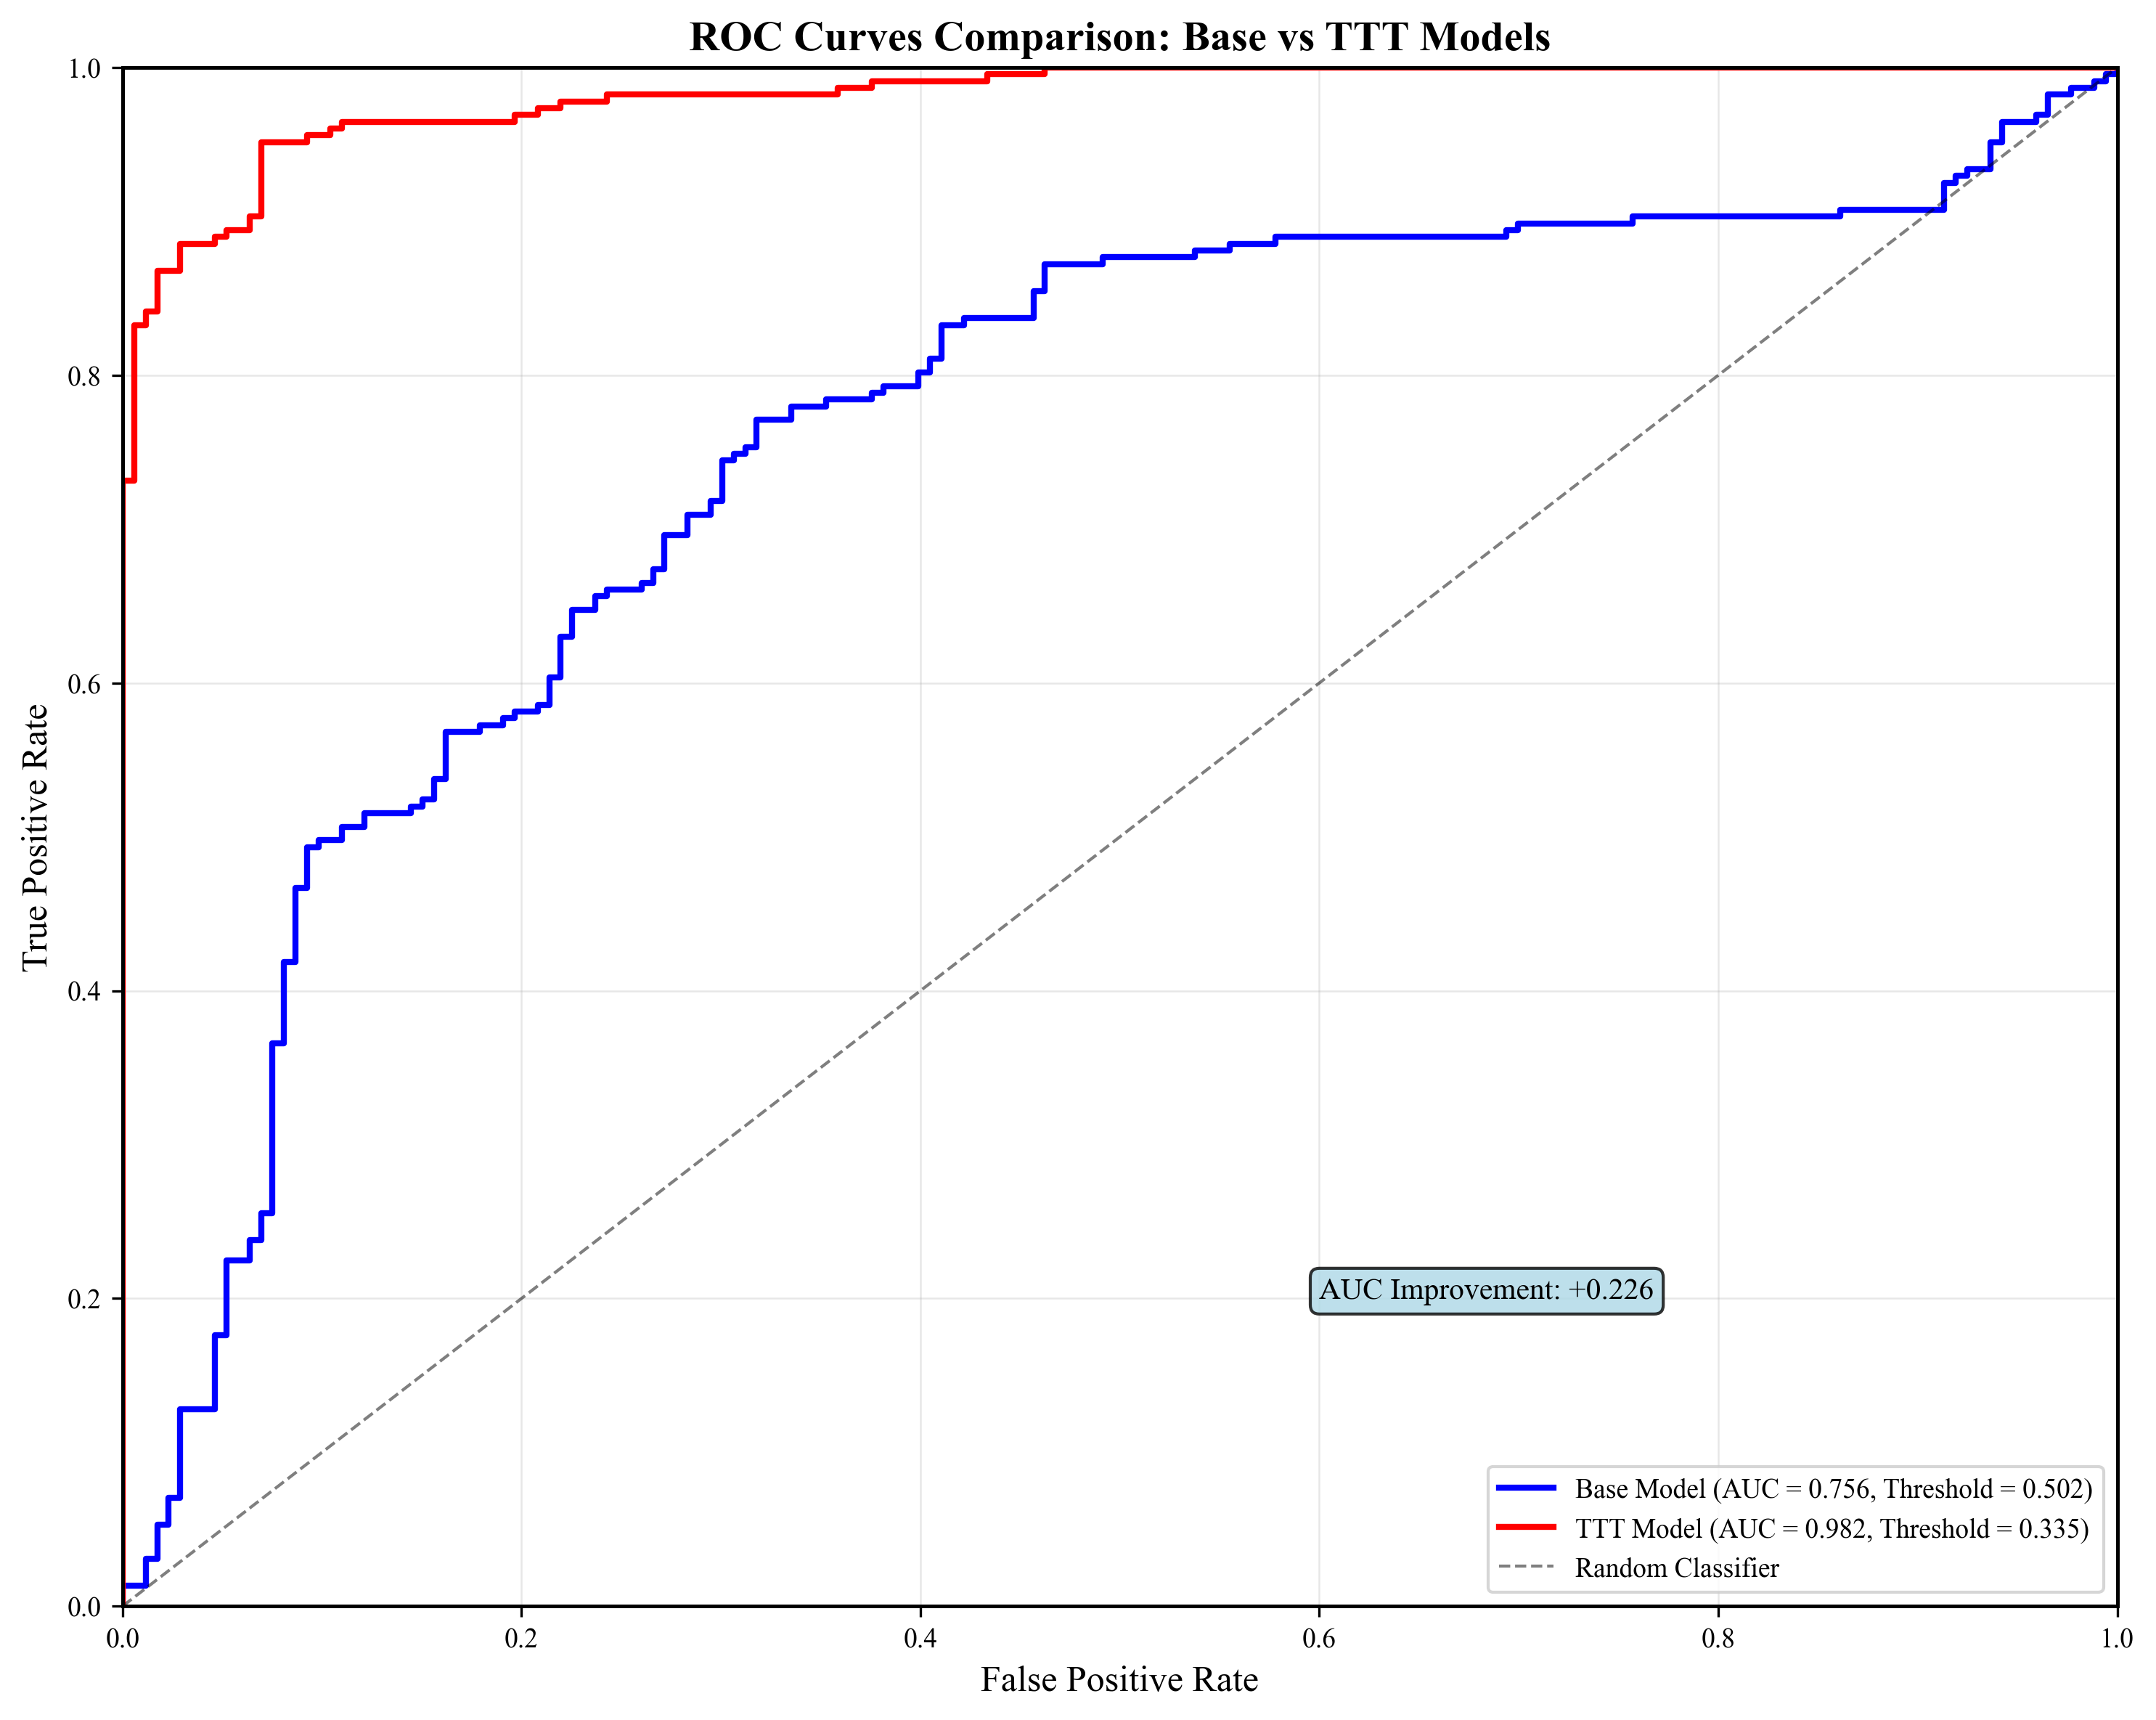 ROC Curves Comparison: Base vs TTT Models
1.0
0.8
0.6
0.4
0.2
0.0
True Positive Rate
AUC Improvement: +0.226
Base Model (AUC = 0.756, Threshold = 0.502)
TTT Model (AUC = 0.982, Threshold = 0.335)
Random Classifier
0.0 0.2 0.4 0.6 0.8 1.0
False Positive Rate